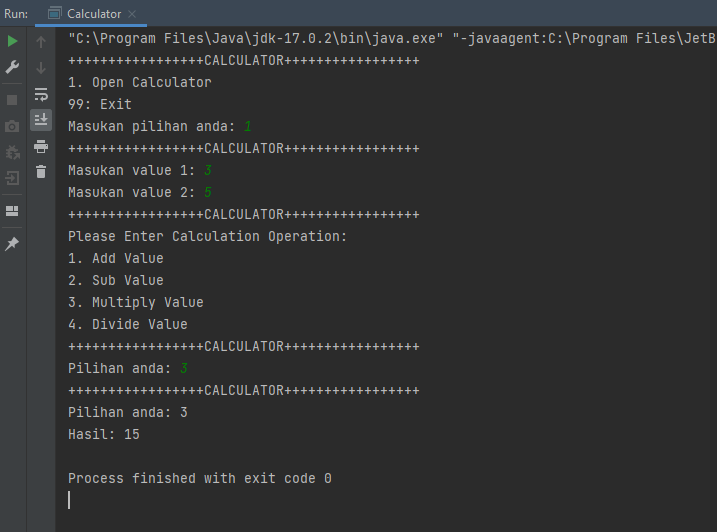 Run: Calculator
"C:\Program Files\Java\jdk-17.0.2\bin\java.exe" "-javaagent:C:\Program Files\JetB
+++++++++++++++++CALCULATOR+++++++++++++++++
1. Open Calculator
99: Exit
Masukan pilihan anda: 1
+++++++++++++++++CALCULATOR+++++++++++++++++
Masukan value 1: 3
Masukan value 2: 5
+++++++++++++++++CALCULATOR+++++++++++++++++
Please Enter Calculation Operation:
1. Add Value
2. Sub Value
3. Multiply Value
4. Divide Value
+++++++++++++++++CALCULATOR+++++++++++++++++
Pilihan anda: 3
+++++++++++++++++CALCULATOR+++++++++++++++++
Pilihan anda: 3
Hasil: 15
Process finished with exit code 0